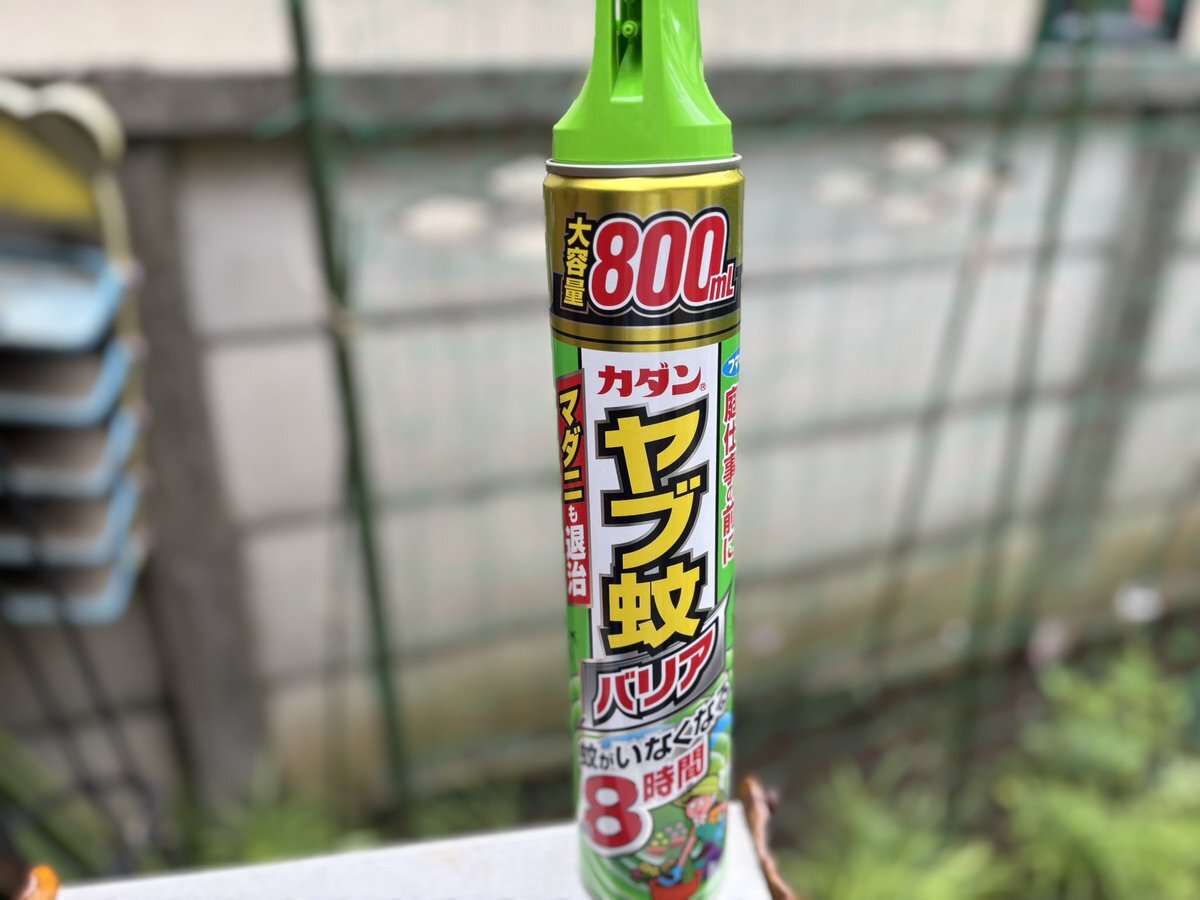 大容量
800mL
カダン®
マダニも退治
ヤブ蚊
バリア
庭仕事の前に
蚊がいなくなる
8時間